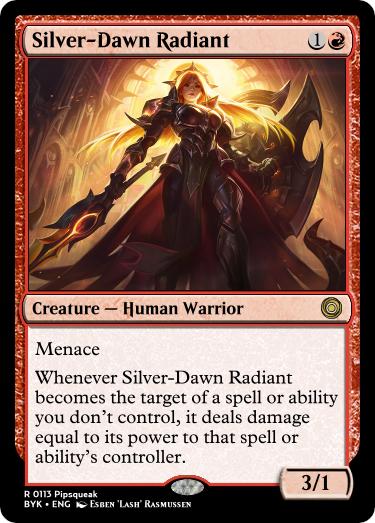 Silver-Dawn Radiant 1
Creature — Human Warrior
Menace
Whenever Silver-Dawn Radiant
becomes the target of a spell or ability
you don't control, it deals damage
equal to its power to that spell or
ability's controller.
3/1
R 0113 Pipsqueak
BYK • ENG Esben 'Lash' Rasmussen